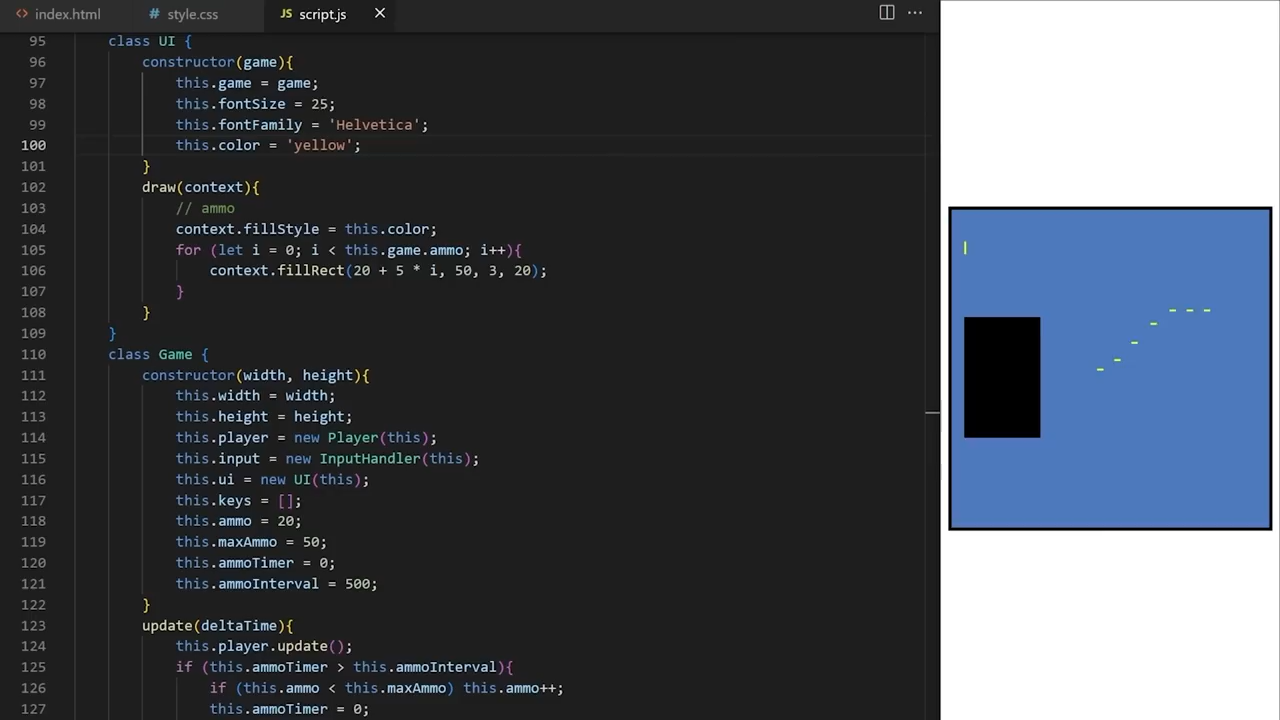 index.html
# style.css
JS script.js
95 class UI {
96 constructor(game){
97 this.game = game;
98 this.fontSize = 25;
99 this.fontFamily = 'Helvetica';
100 this.color = 'yellow';
101 }
102 draw(context){
103 // ammo
104 context.fillStyle = this.color;
105 for (let i = 0; i < this.game.ammo; i++){
106 context.fillRect(20 + 5 * i, 50, 3, 20);
107 }
108 }
109 }
110 class Game {
111 constructor(width, height){
112 this.width = width;
113 this.height = height;
114 this.player = new Player(this);
115 this.input = new InputHandler(this);
116 this.ui = new UI(this);
117 this.keys = [];
118 this.ammo = 20;
119 this.maxAmmo = 50;
120 this.ammoTimer = 0;
121 this.ammoInterval = 500;
122 }
123 update(deltaTime){
124 this.player.update();
125 if (this.ammoTimer > this.ammoInterval){
126 if (this.ammo < this.maxAmmo) this.ammo++;
127 this.ammoTimer = 0;